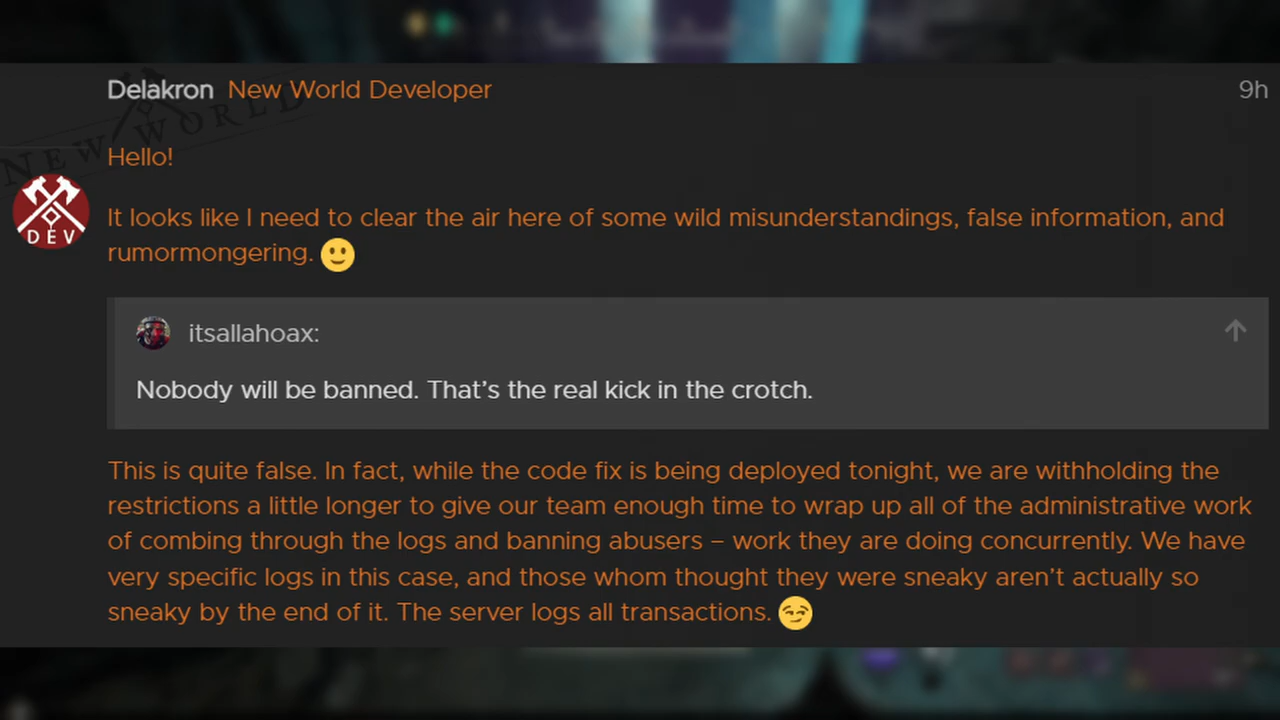 Delakron New World Developer 9h
NEW WORLD
Hello!
It looks like I need to clear the air here of some wild misunderstandings, false information, and
rumormongering. 🙂
DEV
itsallahoax:
Nobody will be banned. That’s the real kick in the crotch.
This is quite false. In fact, while the code fix is being deployed tonight, we are withholding the
restrictions a little longer to give our team enough time to wrap up all of the administrative work
of combing through the logs and banning abusers – work they are doing concurrently. We have
very specific logs in this case, and those whom thought they were sneaky aren’t actually so
sneaky by the end of it. The server logs all transactions. 😏